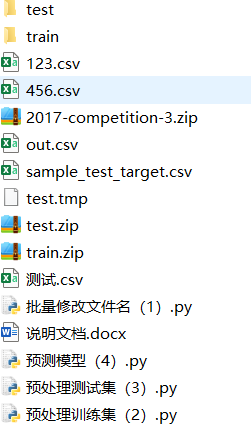 test
train
123.csv
456.csv
2017-competition-3.zip
out.csv
sample_test_target.csv
test.tmp
test.zip
train.zip
测试.csv
批量修改文件名（1）.py
说明文档.docx
预测模型（4）.py
预处理测试集（3）.py
预处理训练集（2）.py